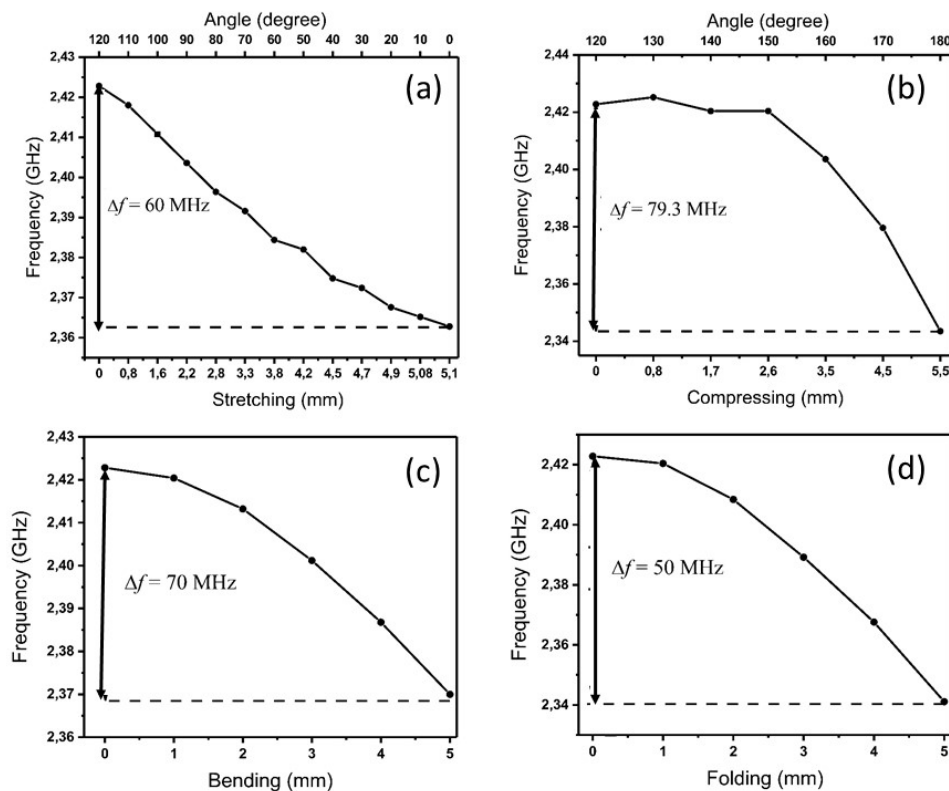 Angle (degree)
120 110 100 90 80 70 60 50 40 30 20 10 0
(a)
2,43
2,42
2,41
2,40
2,39
2,38
2,37
2,36
Frequency (GHz)
Δf = 60 MHz
0 0,8 1,6 2,2 2,8 3,3 3,8 4,2 4,5 4,7 4,9 5,08 5,1
Stretching (mm)
Angle (degree)
120 130 140 150 160 170 180
(b)
2,44
2,42
2,40
2,38
2,36
2,34
Frequency (GHz)
Δf = 79.3 MHz
0 0,8 1,7 2,6 3,5 4,5 5,5
Compressing (mm)
(c)
2,43
2,42
2,41
2,40
2,39
2,38
2,37
2,36
Frequency (GHz)
Δf = 70 MHz
0 1 2 3 4 5
Bending (mm)
(d)
2,42
2,40
2,38
2,36
2,34
Frequency (GHz)
Δf = 50 MHz
0 1 2 3 4 5
Folding (mm)